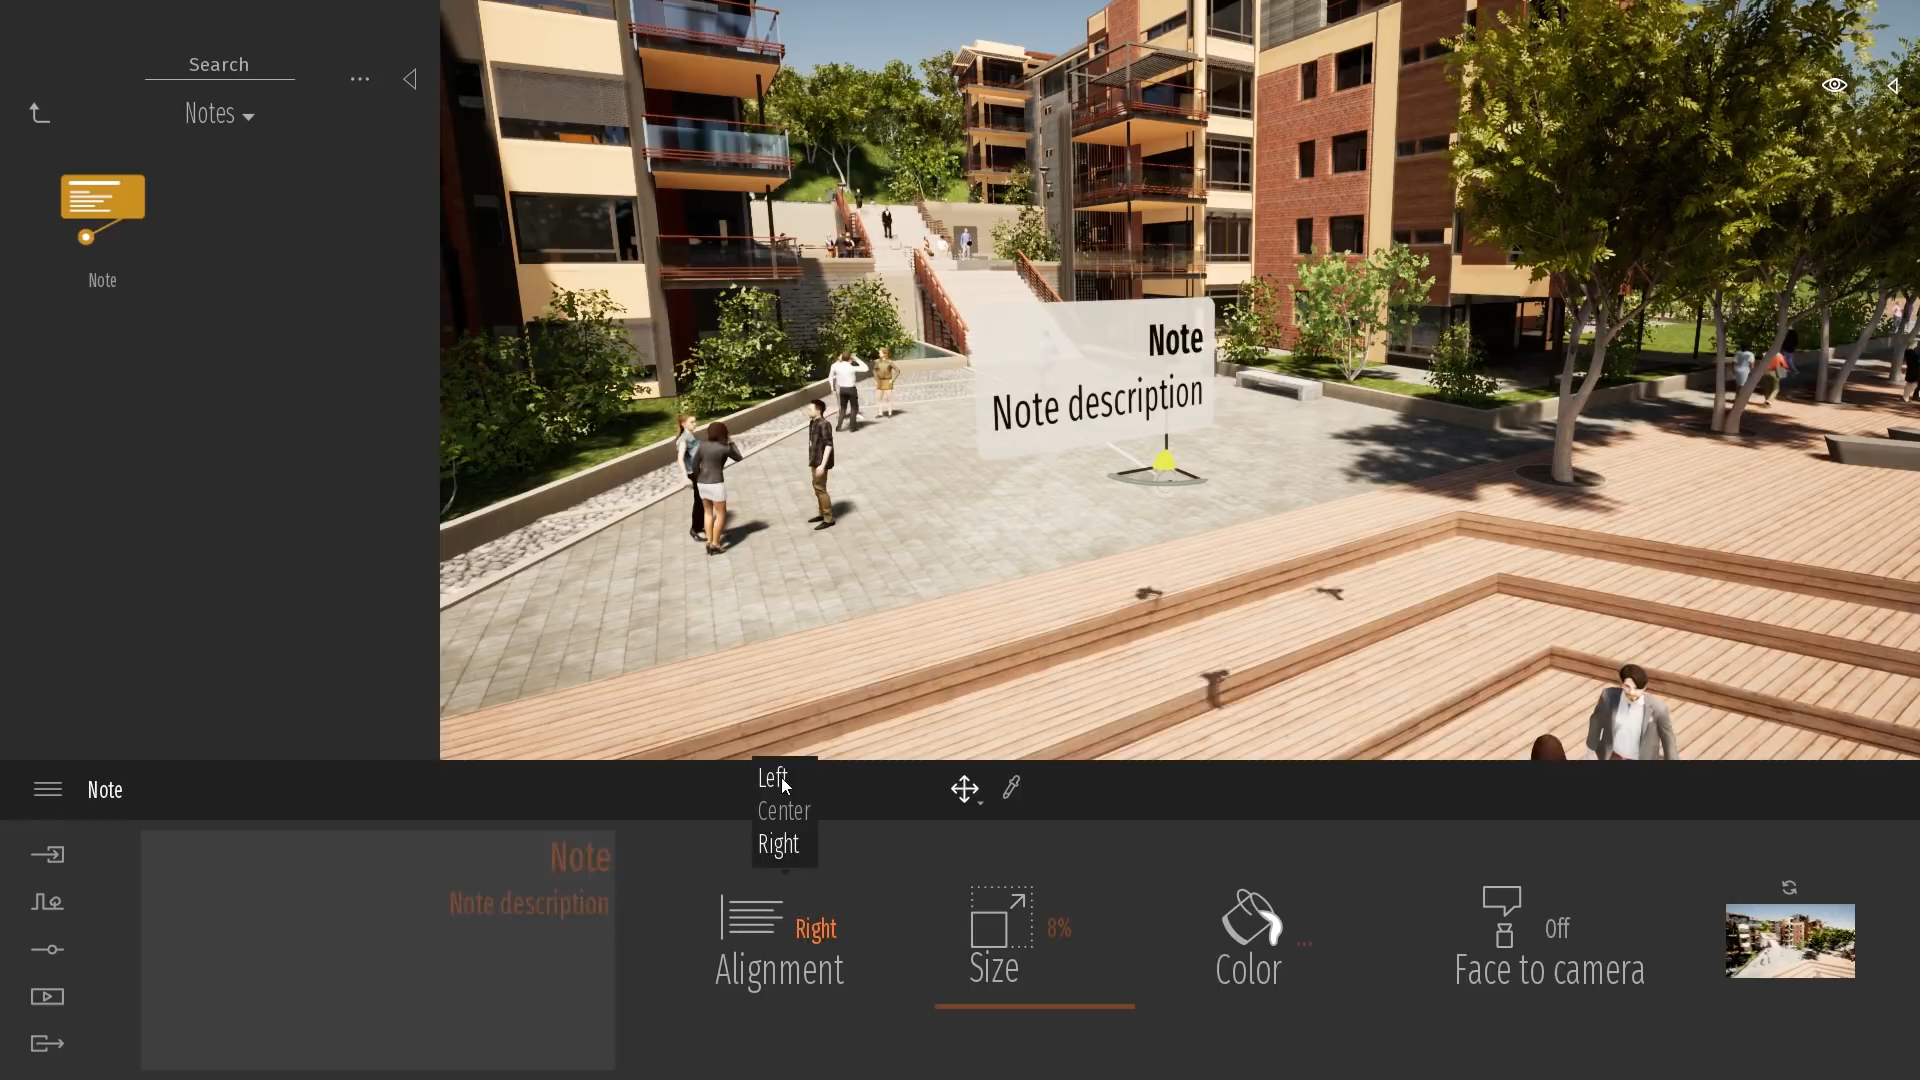 Search
...
Notes
Note
Note
Note description
Left
Center
Right
Note
Note
Note description
Right
Alignment
8%
Size
...
Color
Off
Face to camera